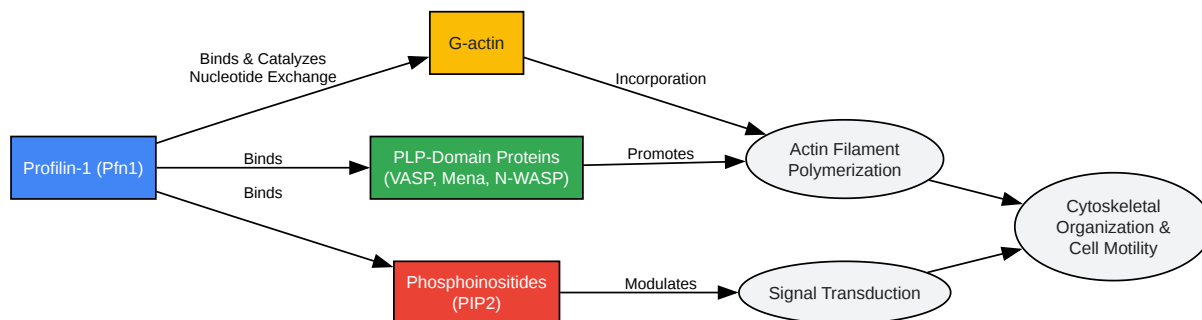 G-actin
Binds & Catalyzes
Nucleotide Exchange
Incorporation
Profilin-1 (Pfn1)
Binds
PLP-Domain Proteins
(VASP, Mena, N-WASP)
Promotes
Actin Filament
Polymerization
Binds
Cytoskeletal
Organization &
Cell Motility
Phosphoinositides
(PIP2)
Modulates
Signal Transduction